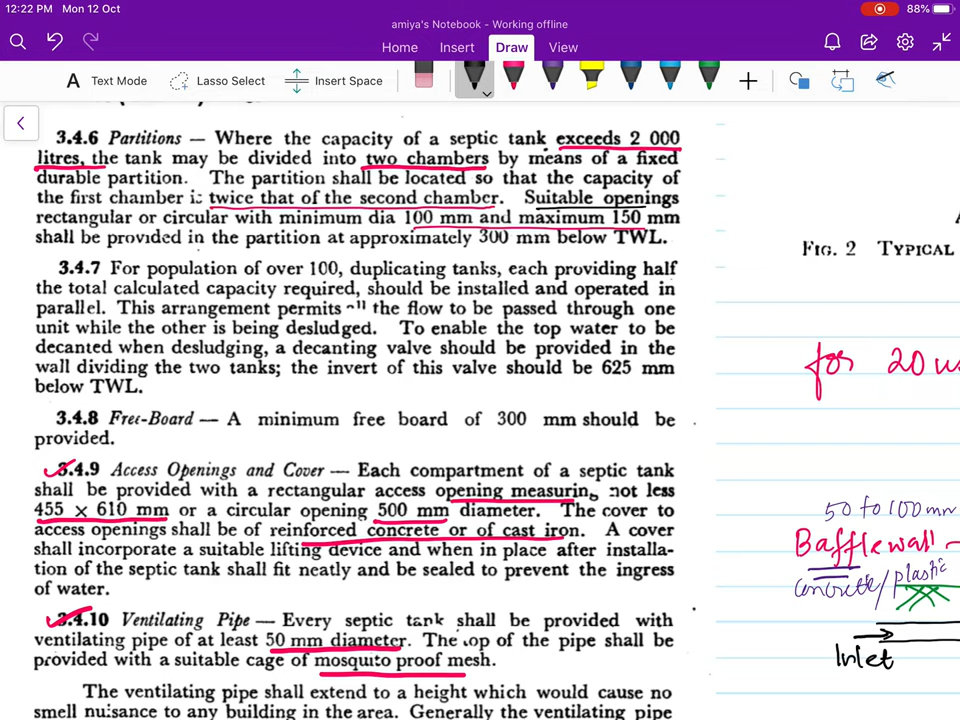 12:22 PM Mon 12 Oct
88%
amiya's Notebook - Working offline
Home Insert Draw View
Text Mode Lasso Select Insert Space
3.4.6 Partitions — Where the capacity of a septic tank exceeds 2 000
litres, the tank may be divided into two chambers by means of a fixed
durable partition. The partition shall be located so that the capacity of
the first chamber is twice that of the second chamber. Suitable openings
rectangular or circular with minimum dia 100 mm and maximum 150 mm
shall be provided in the partition at approximately 300 mm below TWL.
3.4.7 For population of over 100, duplicating tanks, each providing half
the total calculated capacity required, should be installed and operated in
parallel. This arrangement permits all the flow to be passed through one
unit while the other is being desludged. To enable the top water to be
decanted when desludging, a decanting valve should be provided in the
wall dividing the two tanks; the invert of this valve should be 625 mm
below TWL.
3.4.8 Free-Board — A minimum free board of 300 mm should be
provided.
3.4.9 Access Openings and Cover — Each compartment of a septic tank
shall be provided with a rectangular access opening measuring not less
455 × 610 mm or a circular opening 500 mm diameter. The cover to
access openings shall be of reinforced concrete or of cast iron. A cover
shall incorporate a suitable lifting device and when in place after installa-
tion of the septic tank shall fit neatly and be sealed to prevent the ingress
of water.
3.4.10 Ventilating Pipe — Every septic tank shall be provided with
ventilating pipe of at least 50 mm diameter. The top of the pipe shall be
provided with a suitable cage of mosquito proof mesh.
The ventilating pipe shall extend to a height which would cause no
smell nuisance to any building in the area. Generally the ventilating pipe
FIG. 2 TYPICAL
for 20
50 to 100 mm
Baffle wall
concrete/plastic
Inlet